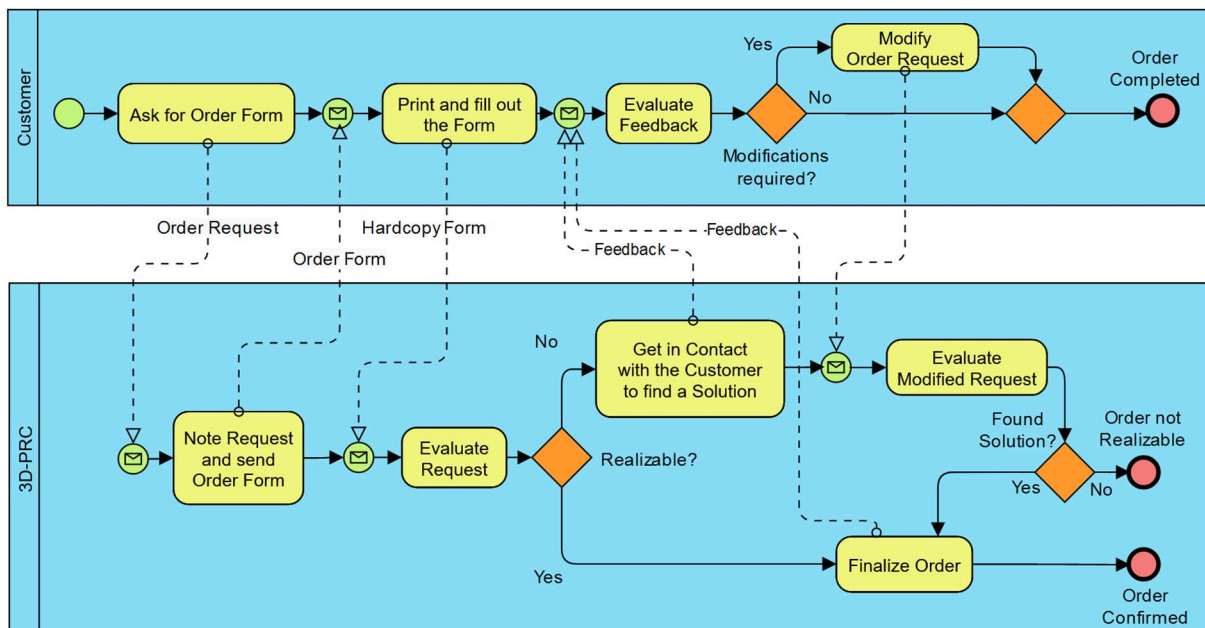 Customer
Ask for Order Form
Print and fill out
the Form
Evaluate
Feedback
Yes
No
Modifications
required?
Modify
Order Request
Order
Completed
Order Request
Order Form
Hardcopy Form
Feedback
Feedback
3D-PRC
Note Request
and send
Order Form
Evaluate
Request
Realizable?
No
Yes
Get in Contact
with the Customer
to find a Solution
Evaluate
Modified Request
Found
Solution?
Yes
No
Order not
Realizable
Finalize Order
Order
Confirmed